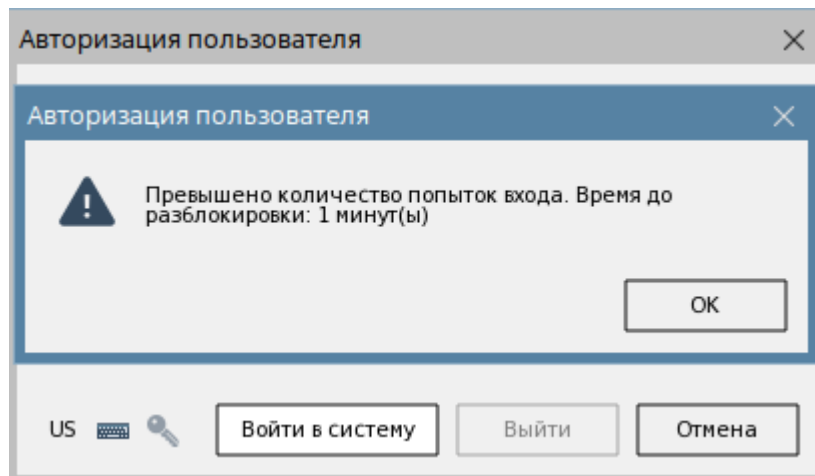 Авторизация пользователя
Авторизация пользователя
Превышено количество попыток входа. Время до
разблокировки: 1 минут(ы)
OK
US
Войти в систему
Выйти
Отмена